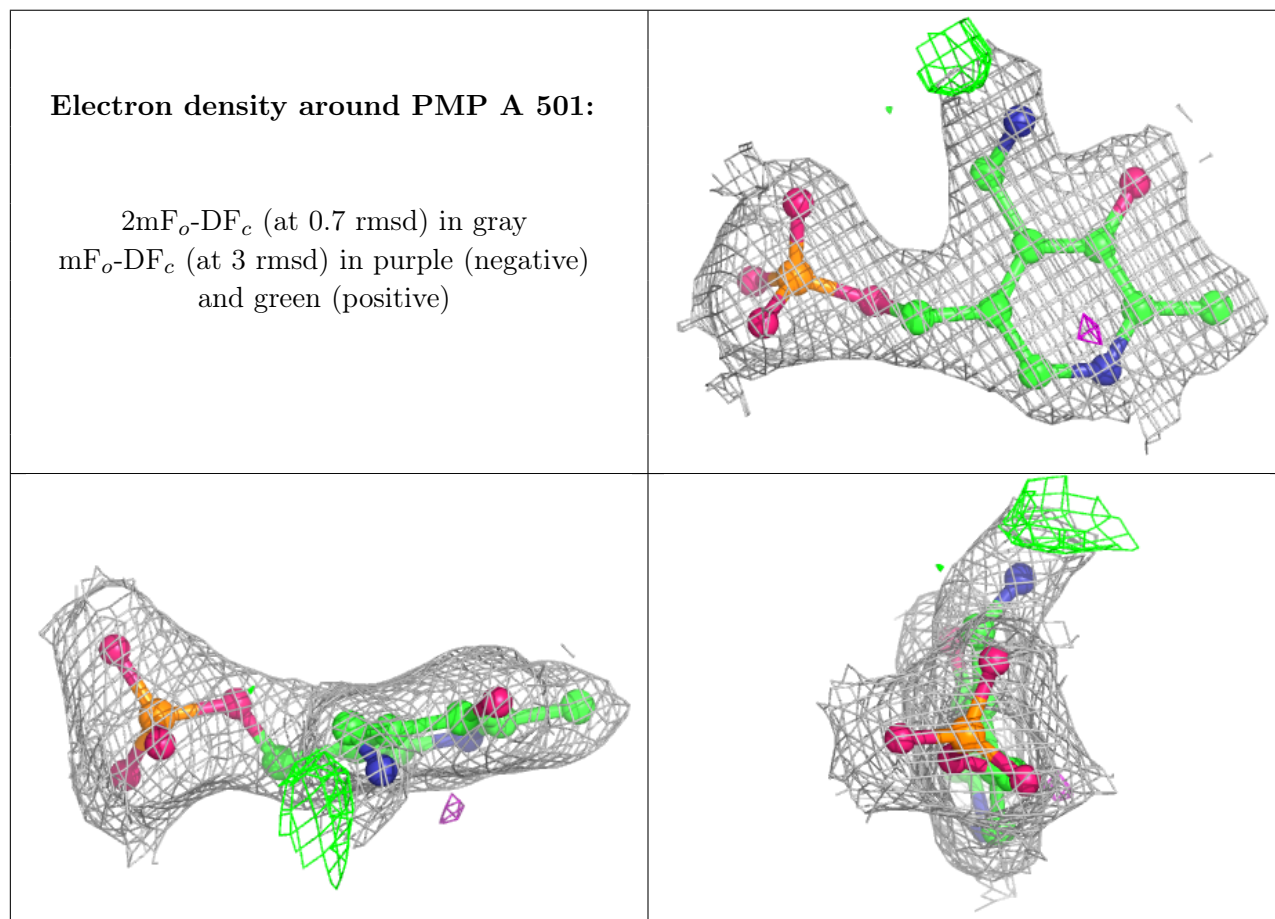 Electron density around PMP A 501:
2mFₒ-DF𝒸 (at 0.7 rmsd) in gray
mFₒ-DF𝒸 (at 3 rmsd) in purple (negative)
and green (positive)